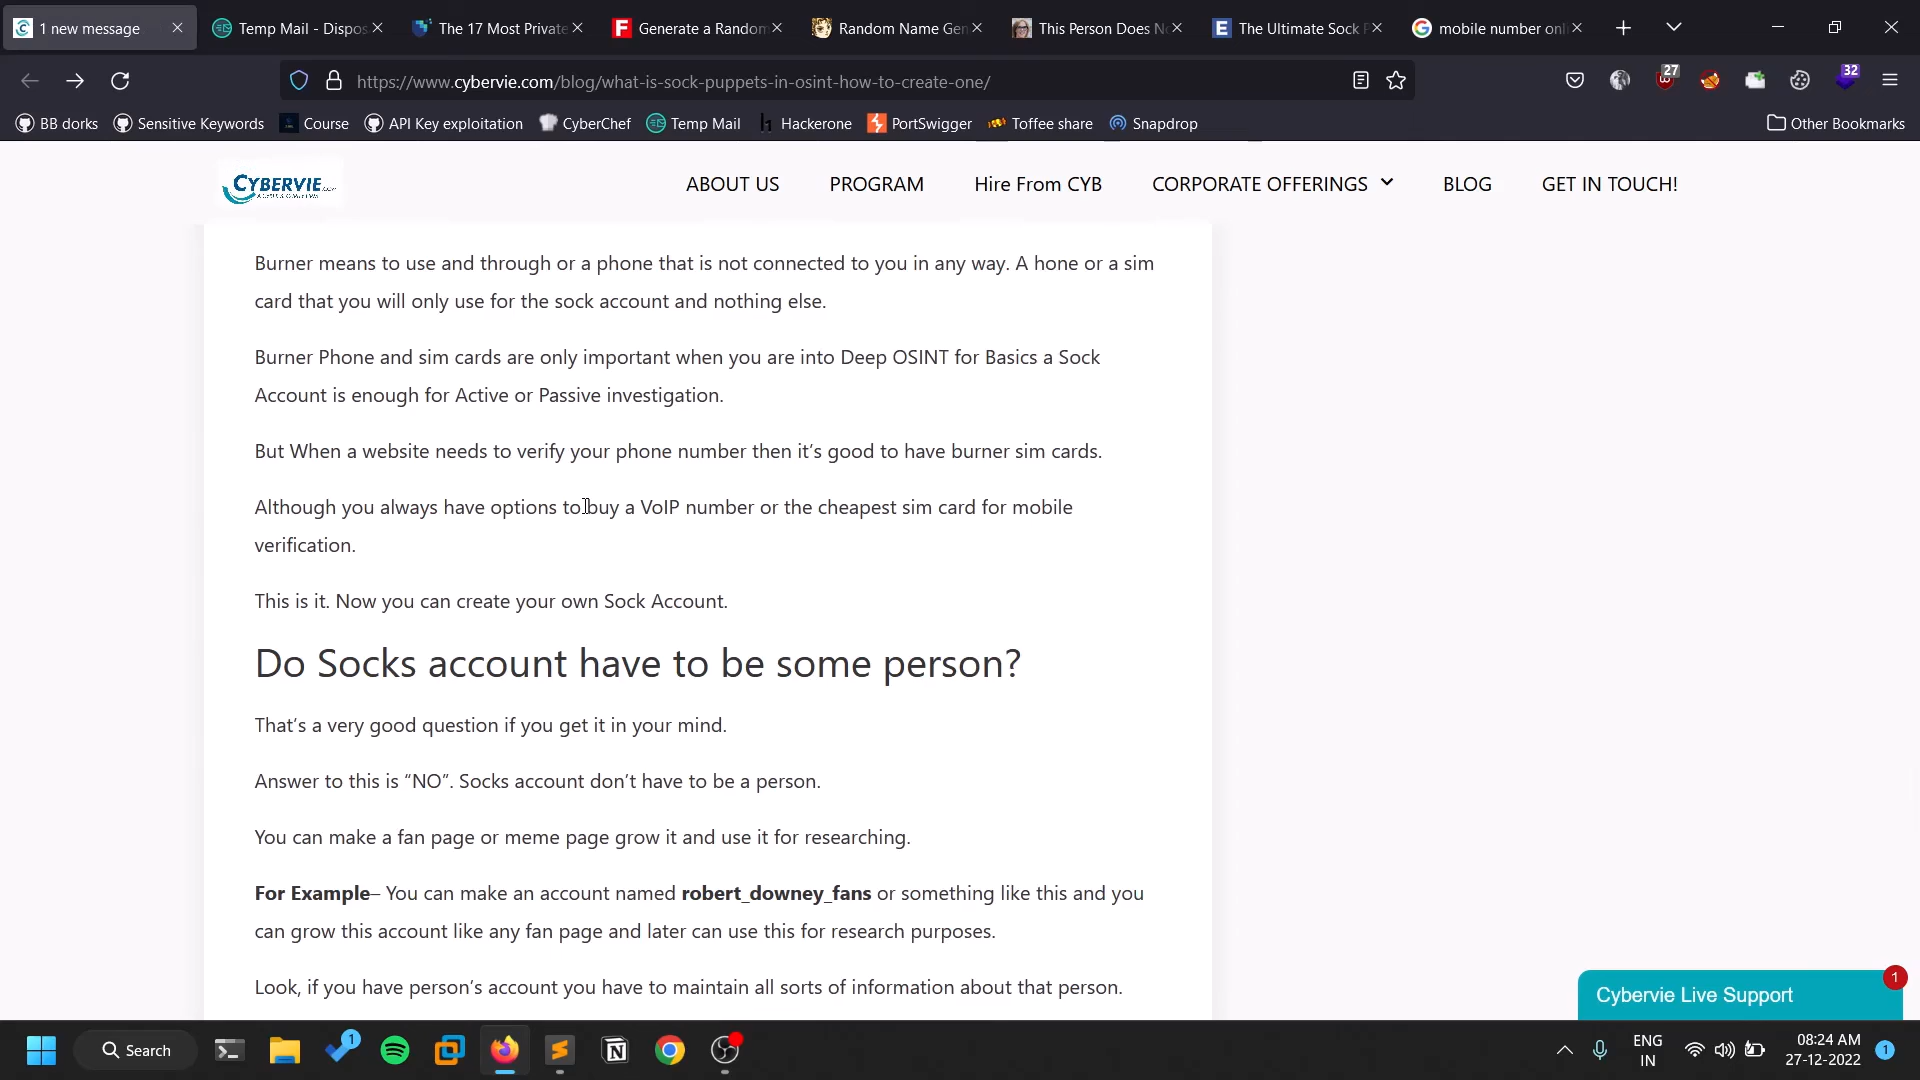 1 new message
Temp Mail - Dispos
The 17 Most Private
Generate a Random
Random Name Gen
This Person Does No
The Ultimate Sock P
mobile number onl
https://www.cybervie.com/blog/what-is-sock-puppets-in-osint-how-to-create-one/
27
32
BB dorks
Sensitive Keywords
Course
API Key exploitation
CyberChef
Temp Mail
Hackerone
PortSwigger
Toffee share
Snapdrop
Other Bookmarks
CYBERVIE
ABOUT US
PROGRAM
Hire From CYB
CORPORATE OFFERINGS
BLOG
GET IN TOUCH!
Burner means to use and through or a phone that is not connected to you in any way. A hone or a sim
card that you will only use for the sock account and nothing else.
Burner Phone and sim cards are only important when you are into Deep OSINT for Basics a Sock
Account is enough for Active or Passive investigation.
But When a website needs to verify your phone number then it’s good to have burner sim cards.
Although you always have options to buy a VoIP number or the cheapest sim card for mobile
verification.
This is it. Now you can create your own Sock Account.
Do Socks account have to be some person?
That’s a very good question if you get it in your mind.
Answer to this is “NO”. Socks account don’t have to be a person.
You can make a fan page or meme page grow it and use it for researching.
For Example– You can make an account named robert_downey_fans or something like this and you
can grow this account like any fan page and later can use this for research purposes.
Look, if you have person’s account you have to maintain all sorts of information about that person.
1
Cybervie Live Support
Search
1
ENG
IN
08:24 AM
27-12-2022
1